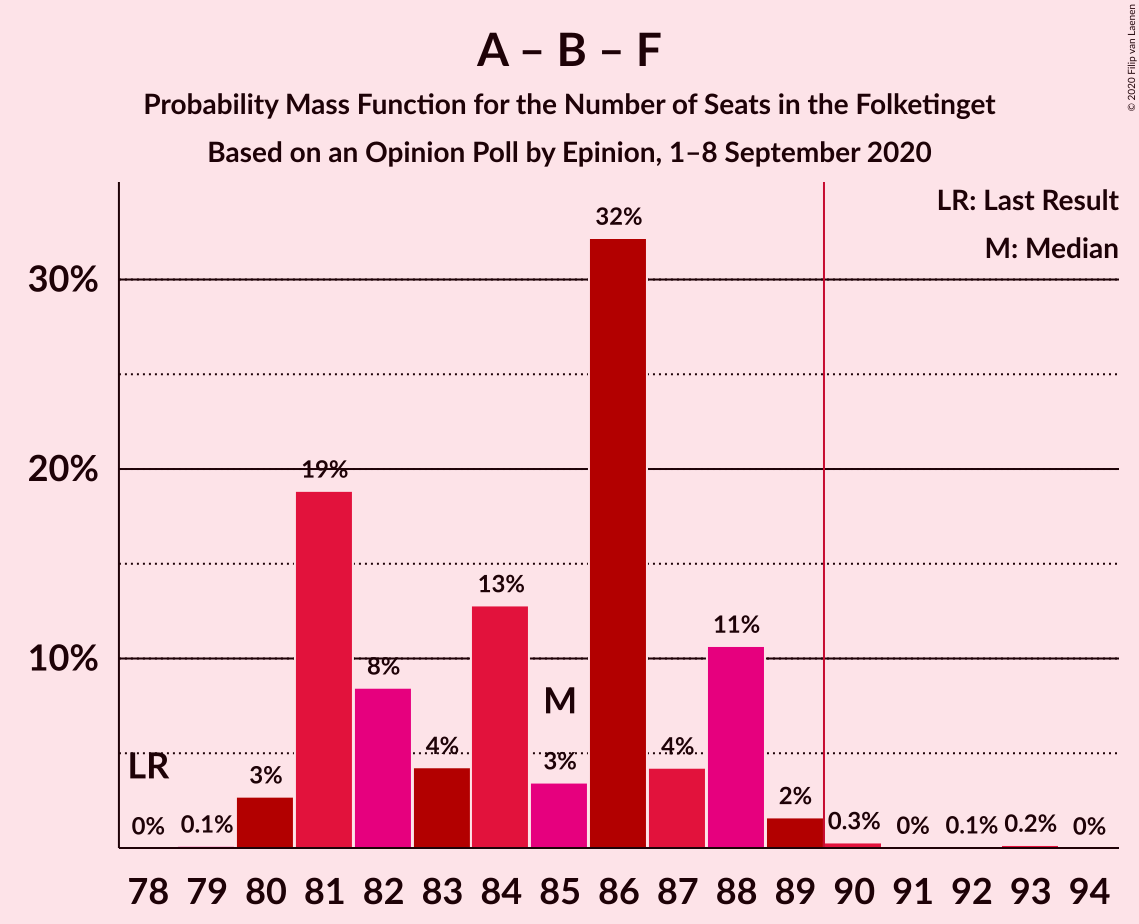 A – B – F
Probability Mass Function for the Number of Seats in the Folketinget
Based on an Opinion Poll by Epinion, 1–8 September 2020
© 2020 Filip van Laenen
LR: Last Result
M: Median
30%
20%
10%
LR
M
0% 0.1% 3% 19% 8% 4% 13% 3% 32% 4% 11% 2% 0.3% 0% 0.1% 0.2% 0%
78 79 80 81 82 83 84 85 86 87 88 89 90 91 92 93 94